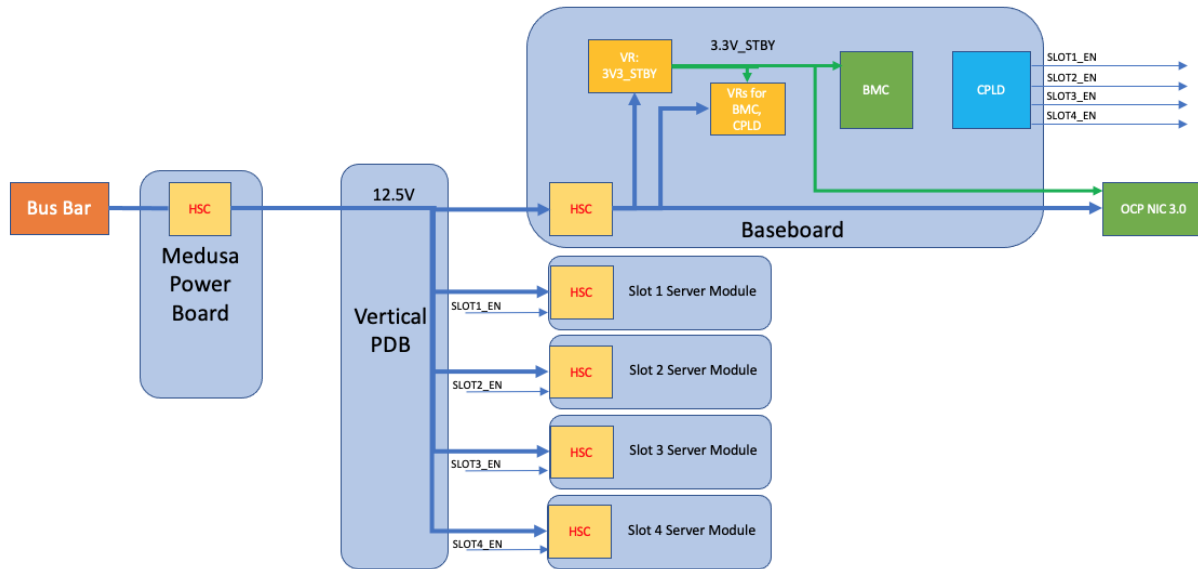 VR:
3V3_STBY
3.3V_STBY
VRs for
BMC,
CPLD
BMC
CPLD
SLOT1_EN
SLOT2_EN
SLOT3_EN
SLOT4_EN
Bus Bar
HSC
Medusa
Power
Board
12.5V
Vertical
PDB
HSC
Baseboard
OCP NIC 3.0
HSC
Slot 1 Server Module
SLOT1_EN
HSC
Slot 2 Server Module
SLOT2_EN
HSC
Slot 3 Server Module
SLOT3_EN
HSC
Slot 4 Server Module
SLOT4_EN